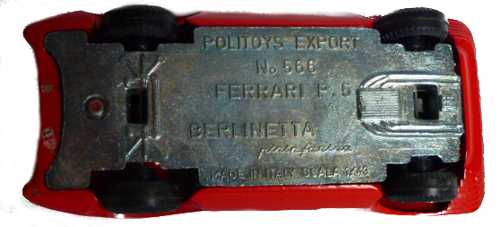 POLITOYS EXPORT
No 566
FERRARI P. 5
BERLINETTA
pininfarina
MADE IN ITALY SCALA 1/43